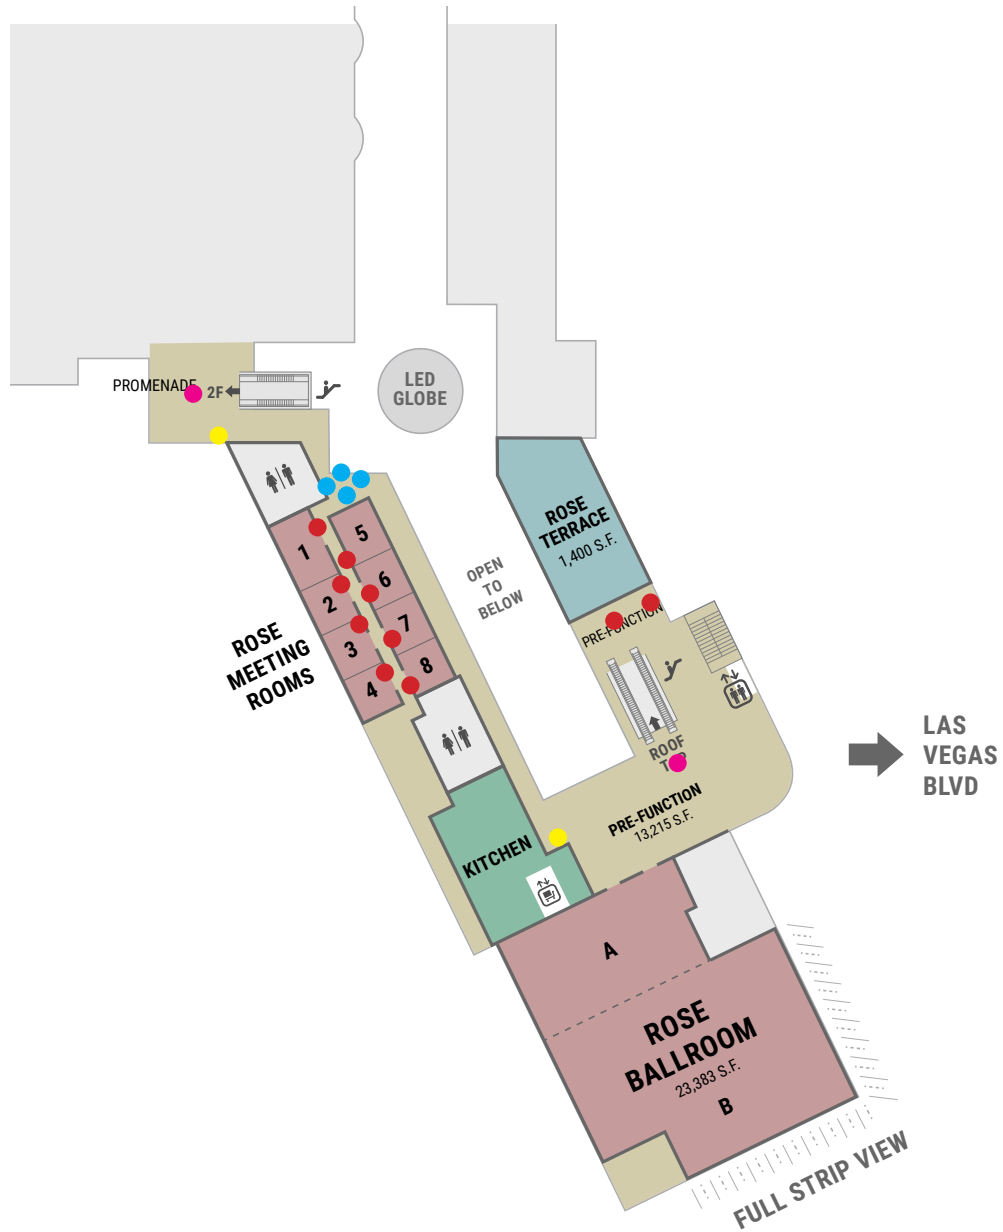 LED
GLOBE
PROMENADE
2F
ROSE
TERRACE
1,400 S.F.
OPEN
TO
BELOW
1
2
3
4
5
6
7
8
ROSE
MEETING
ROOMS
PRE-FUNCTION
ROOF
TOP
LAS
VEGAS
BLVD
PRE-FUNCTION
13,215 S.F.
KITCHEN
A
ROSE
BALLROOM
23,383 S.F.
B
FULL STRIP VIEW